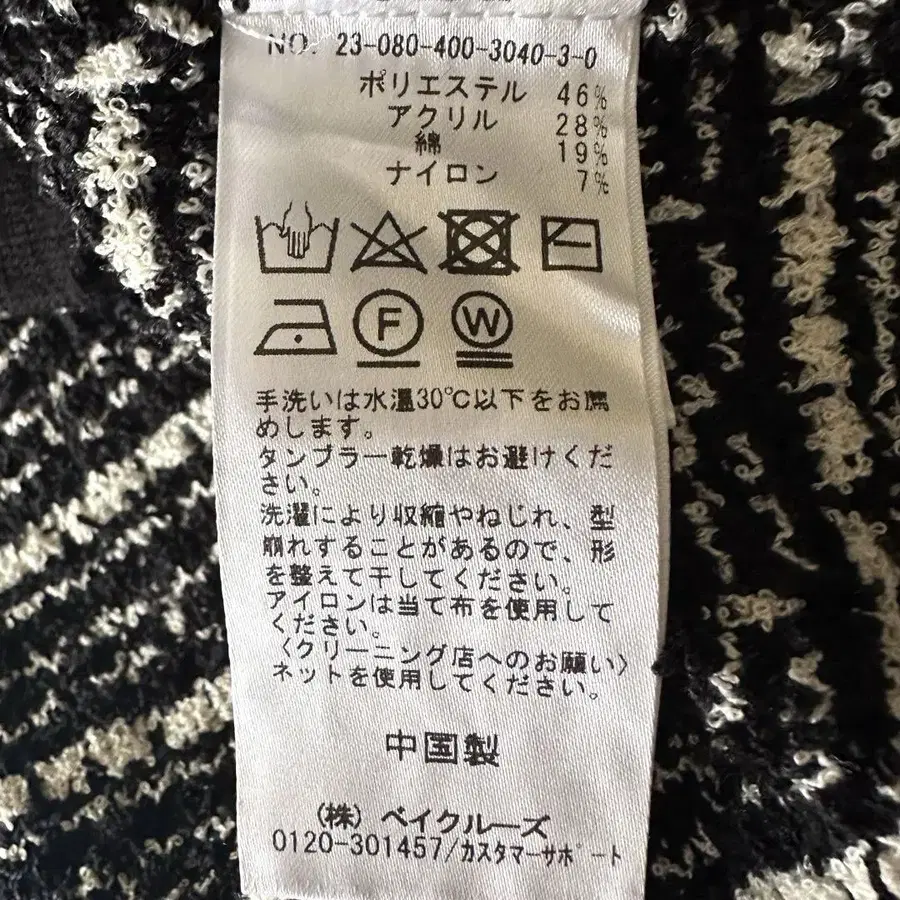 NO. 23-080-400-3040-3-0
ポリエステル 46%
アクリル 28%
綿 19%
ナイロン 7%
F W
手洗いは水温30℃以下をお薦
めします。
タンブラー乾燥はお避けくだ
さい。
洗濯により収縮やねじれ、型
崩れすることがあるので、形
を整えて干してください。
アイロンは当て布を使用して
ください。
〈クリーニング店へのお願い〉
ネットを使用してください。
中国製
(株) ベイクルーズ
0120-301457/カスタマーサポート